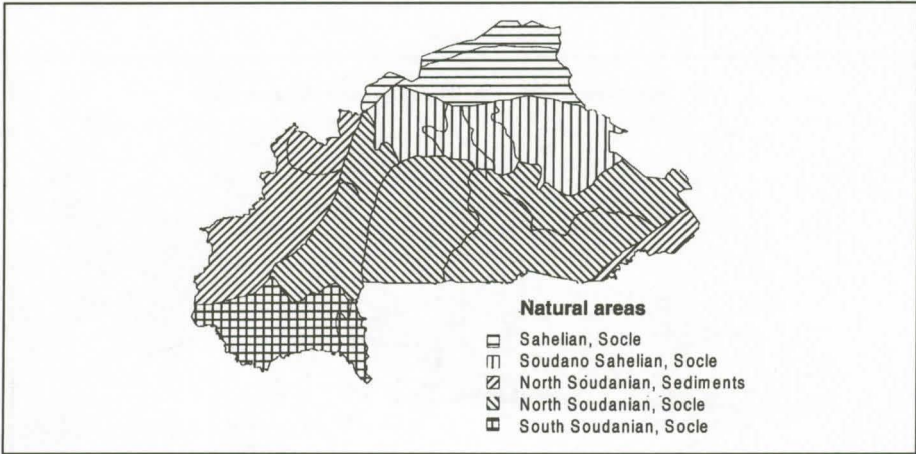 Natural areas
Sahelian, Socle
Soudano Sahelian, Socle
North Soudanian, Sediments
North Soudanian, Socle
South Soudanian, Socle